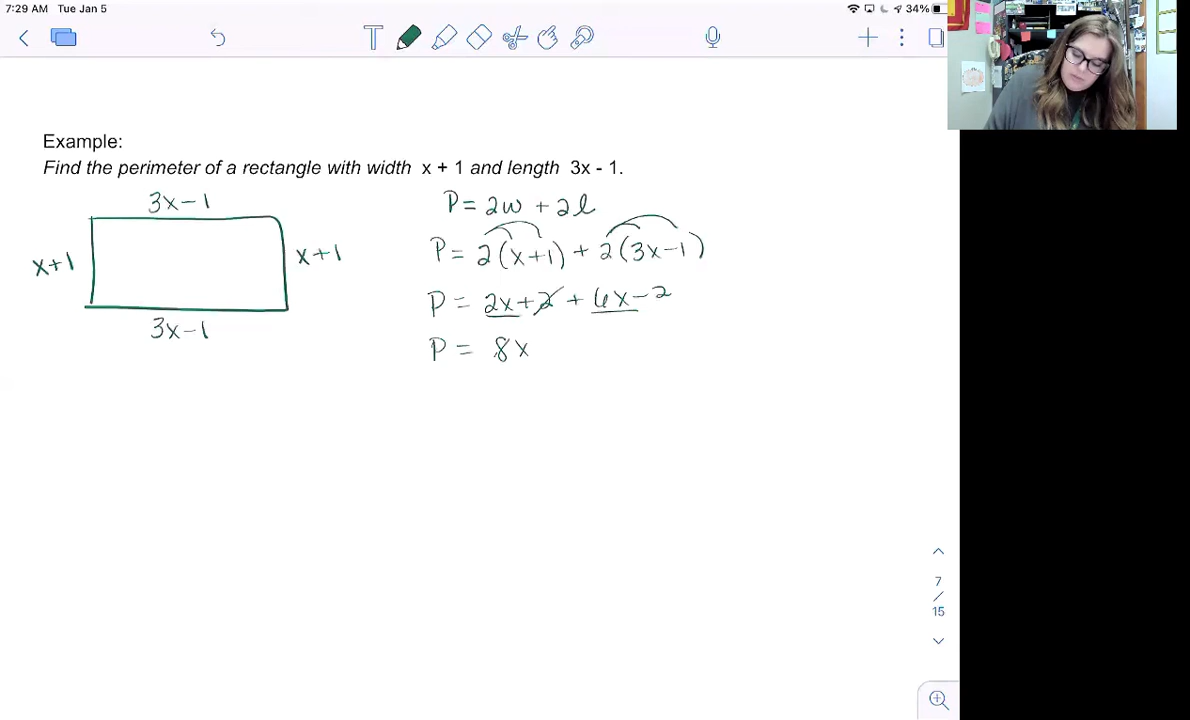 7:29 AM Tue Jan 5
34%
T
Example:
Find the perimeter of a rectangle with width x + 1 and length 3x - 1.
3x-1
x+1
x+1
3x-1
P = 2w + 2l
P = 2(x+1) + 2(3x-1)
P = 2x+2 + 6x-2
P = 8x
7
/
15